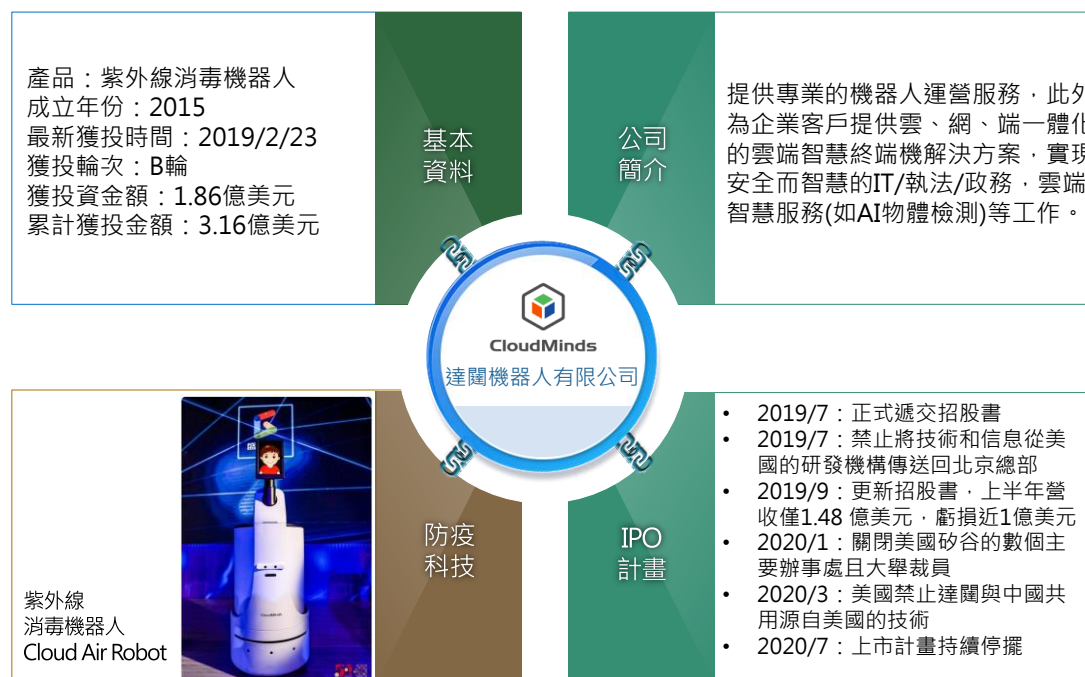 產品：紫外線消毒機器人
成立年份：2015
最新獲投時間：2019/2/23
獲投輪次：B輪
獲投資金額：1.86億美元
累計獲投金額：3.16億美元
基本
資料
公司
簡介
提供專業的機器人運營服務，此外
為企業客戶提供雲、網、端一體化
的雲端智慧終端機解決方案，實現
安全而智慧的IT/執法/政務，雲端
智慧服務(如AI物體檢測)等工作。
CloudMinds
達闥機器人有限公司
紫外線
消毒機器人
Cloud Air Robot
防疫
科技
IPO
計畫
• 2019/7：正式遞交招股書
• 2019/7：禁止將技術和信息從美
國的研發機構傳送回北京總部
• 2019/9：更新招股書，上半年營
收僅1.48 億美元，虧損近1億美元
• 2020/1：關閉美國矽谷的數個主
要辦事處且大舉裁員
• 2020/3：美國禁止達闥與中國共
用源自美國的技術
• 2020/7：上市計畫持續停擺